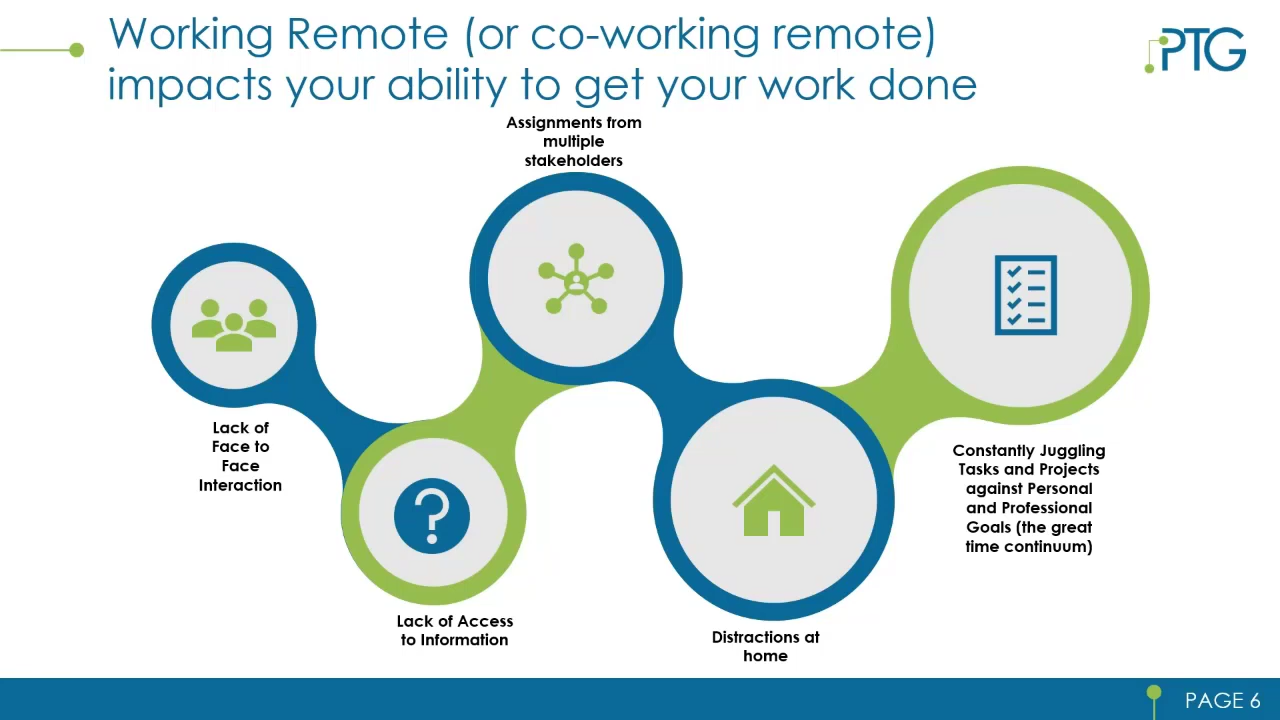 Working Remote (or co-working remote)
impacts your ability to get your work done
PTG
Assignments from
multiple
stakeholders
Lack of
Face to
Face
Interaction
?
Lack of Access
to Information
Distractions at
home
Constantly Juggling
Tasks and Projects
against Personal
and Professional
Goals (the great
time continuum)
PAGE 6